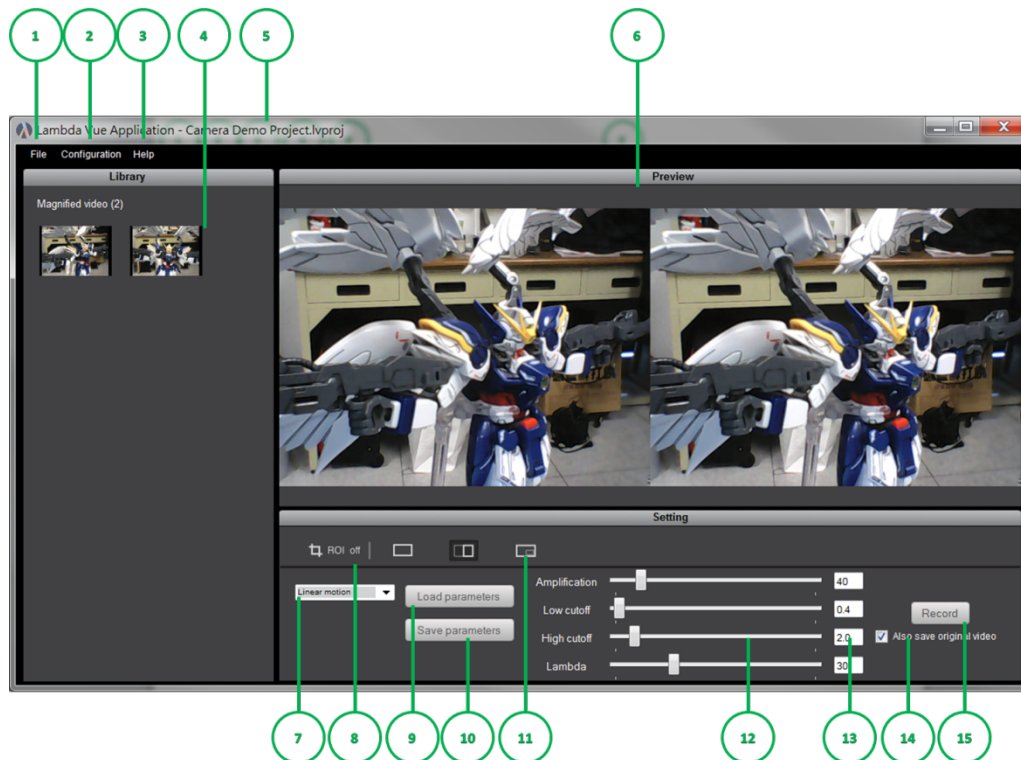 1 2 3 4 5 6
Lambda Vue Application - Camera Demo Project.lvproj
File Configuration Help
Library
Preview
Magnified video (2)
Setting
ROI off
Linear motion
Load parameters
Save parameters
Amplification 40
Low cutoff 0.4
High cutoff 2.0
Lambda 30
Record
Also save original video
7 8 9 10 11 12 13 14 15